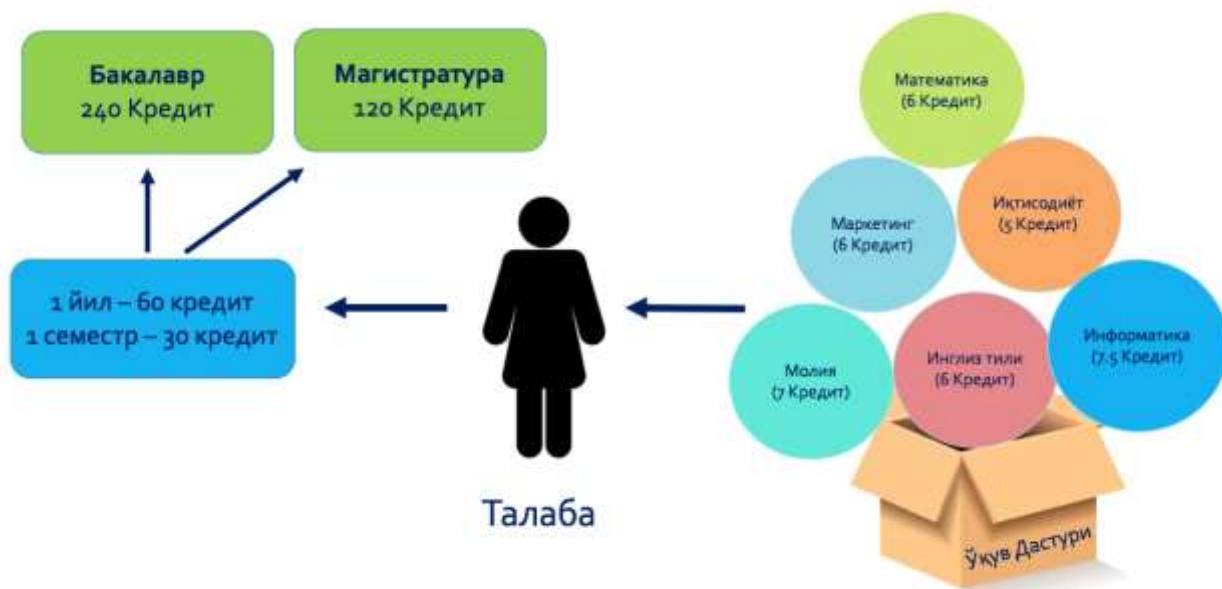 Бакалавр
240 Кредит
Магистратура
120 Кредит
1 йил – 60 кредит
1 семестр – 30 кредит
Талаба
Математика
(6 Кредит)
Маркетинг
(6 Кредит)
Иқтисодиёт
(5 Кредит)
Молия
(7 Кредит)
Инглиз тили
(6 Кредит)
Информатика
(7.5 Кредит)
Ўқув Дастури